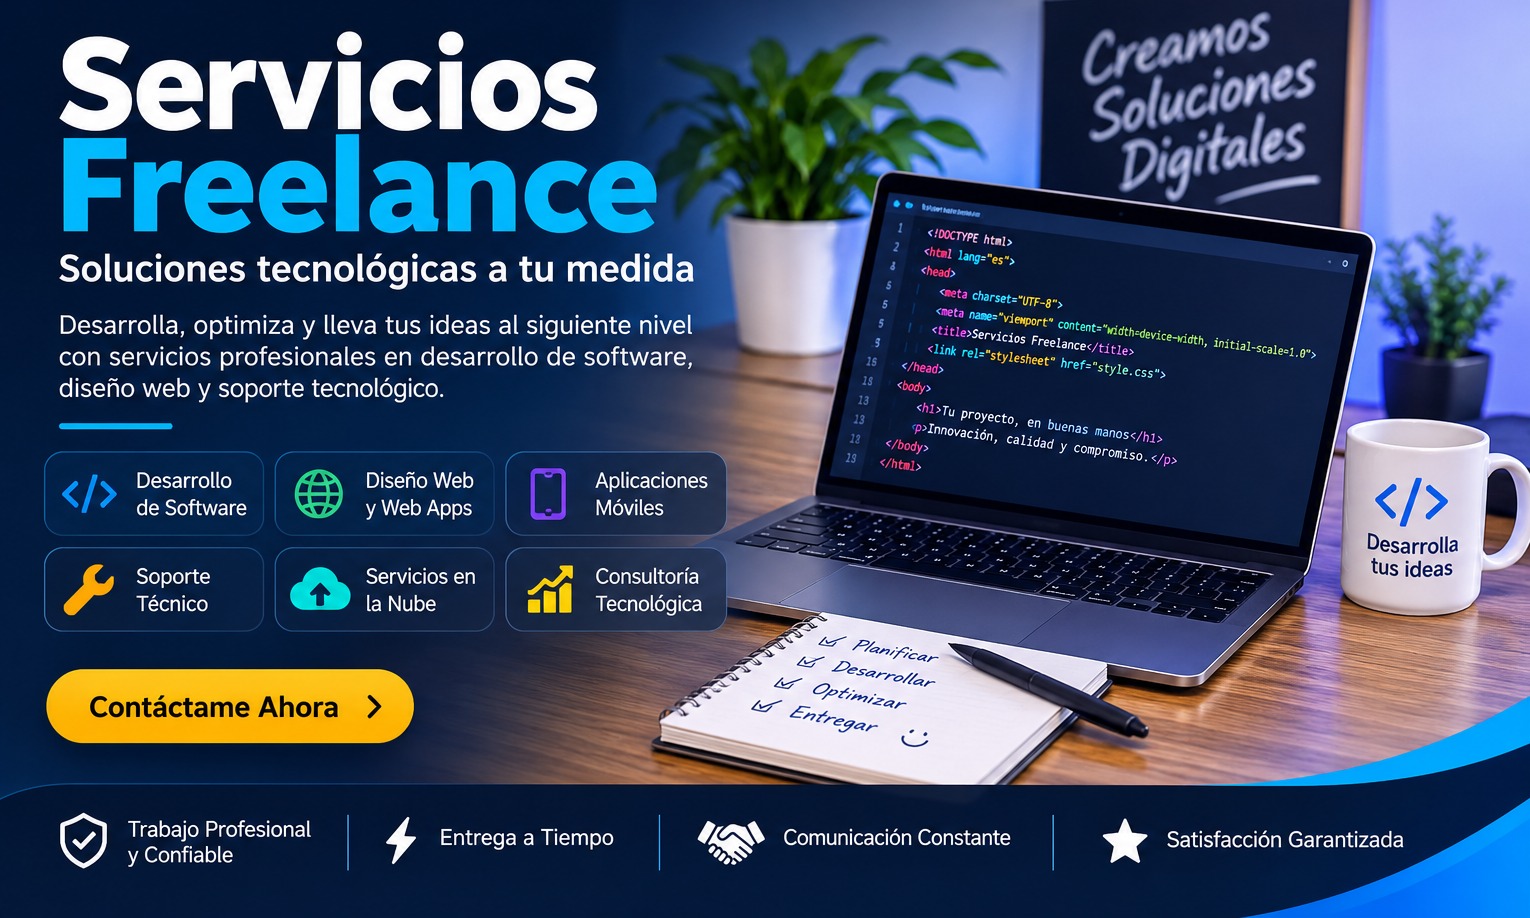 Servicios
Freelance
Soluciones tecnológicas a tu medida
Desarrolla, optimiza y lleva tus ideas al siguiente nivel
con servicios profesionales en desarrollo de software,
diseño web y soporte tecnológico.
</> Desarrollo
de Software
Diseño Web
y Web Apps
Aplicaciones
Móviles
Soporte
Técnico
Servicios en
la Nube
Consultoría
Tecnológica
Contáctame Ahora >
Creamos
Soluciones
Digitales
<!DOCTYPE html>
<html lang="es">
<head>
<meta charset="UTF-8">
<meta name="viewport" content="width=device-width, initial-scale=1.0">
<title>Servicios Freelance</title>
<link rel="stylesheet" href="style.css">
</head>
<body>
<h1>Tu proyecto, en buenas manos</h1>
<p>Innovación, calidad y compromiso.</p>
</body>
</html>
</>
Desarrolla
tus ideas
Planificar
Desarrollar
Optimizar
Entregar
Trabajo Profesional
y Confiable
Entrega a Tiempo
Comunicación Constante
Satisfacción Garantizada